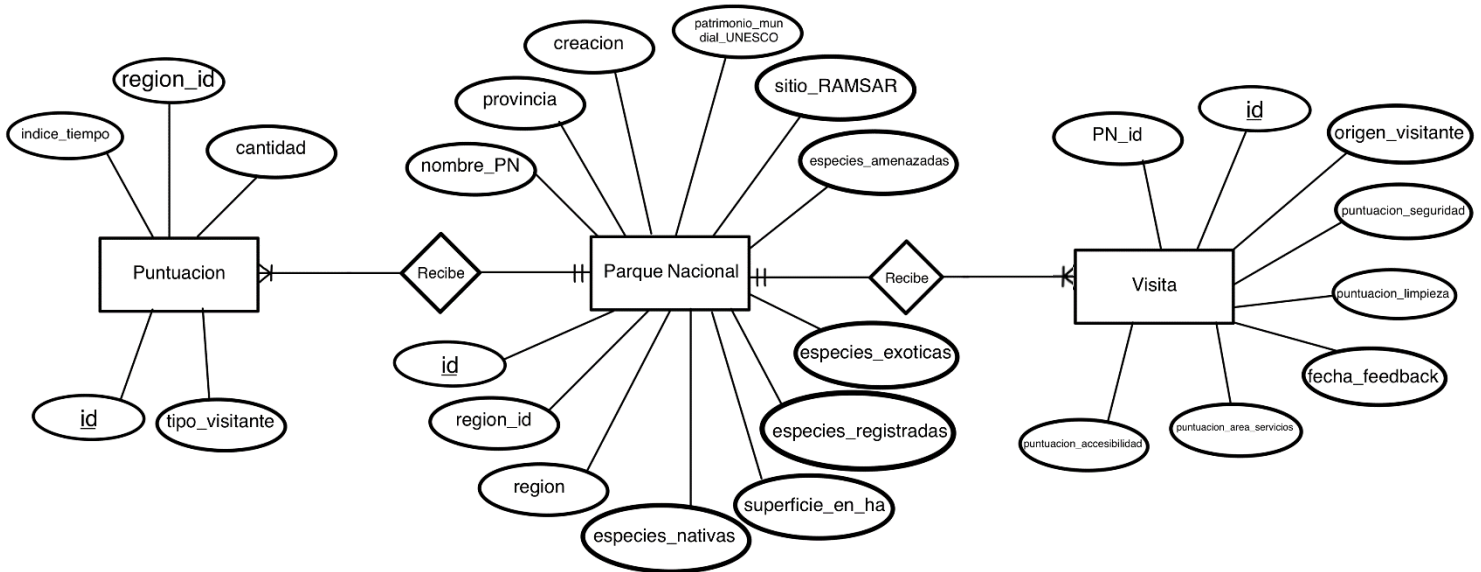 patrimonio_mun
dial_UNESCO
creacion
region_id
sitio_RAMSAR
provincia
id
indice_tiempo
PN_id
origen_visitante
cantidad
nombre_PN
especies_amenazadas
puntuacion_seguridad
Puntuacion
Recibe
Parque Nacional
Recibe
Visita
puntuacion_limpieza
especies_exoticas
id
fecha_feedback
id
tipo_visitante
region_id
especies_registradas
puntuacion_area_servicios
puntuacion_accesibilidad
region
superficie_en_ha
especies_nativas